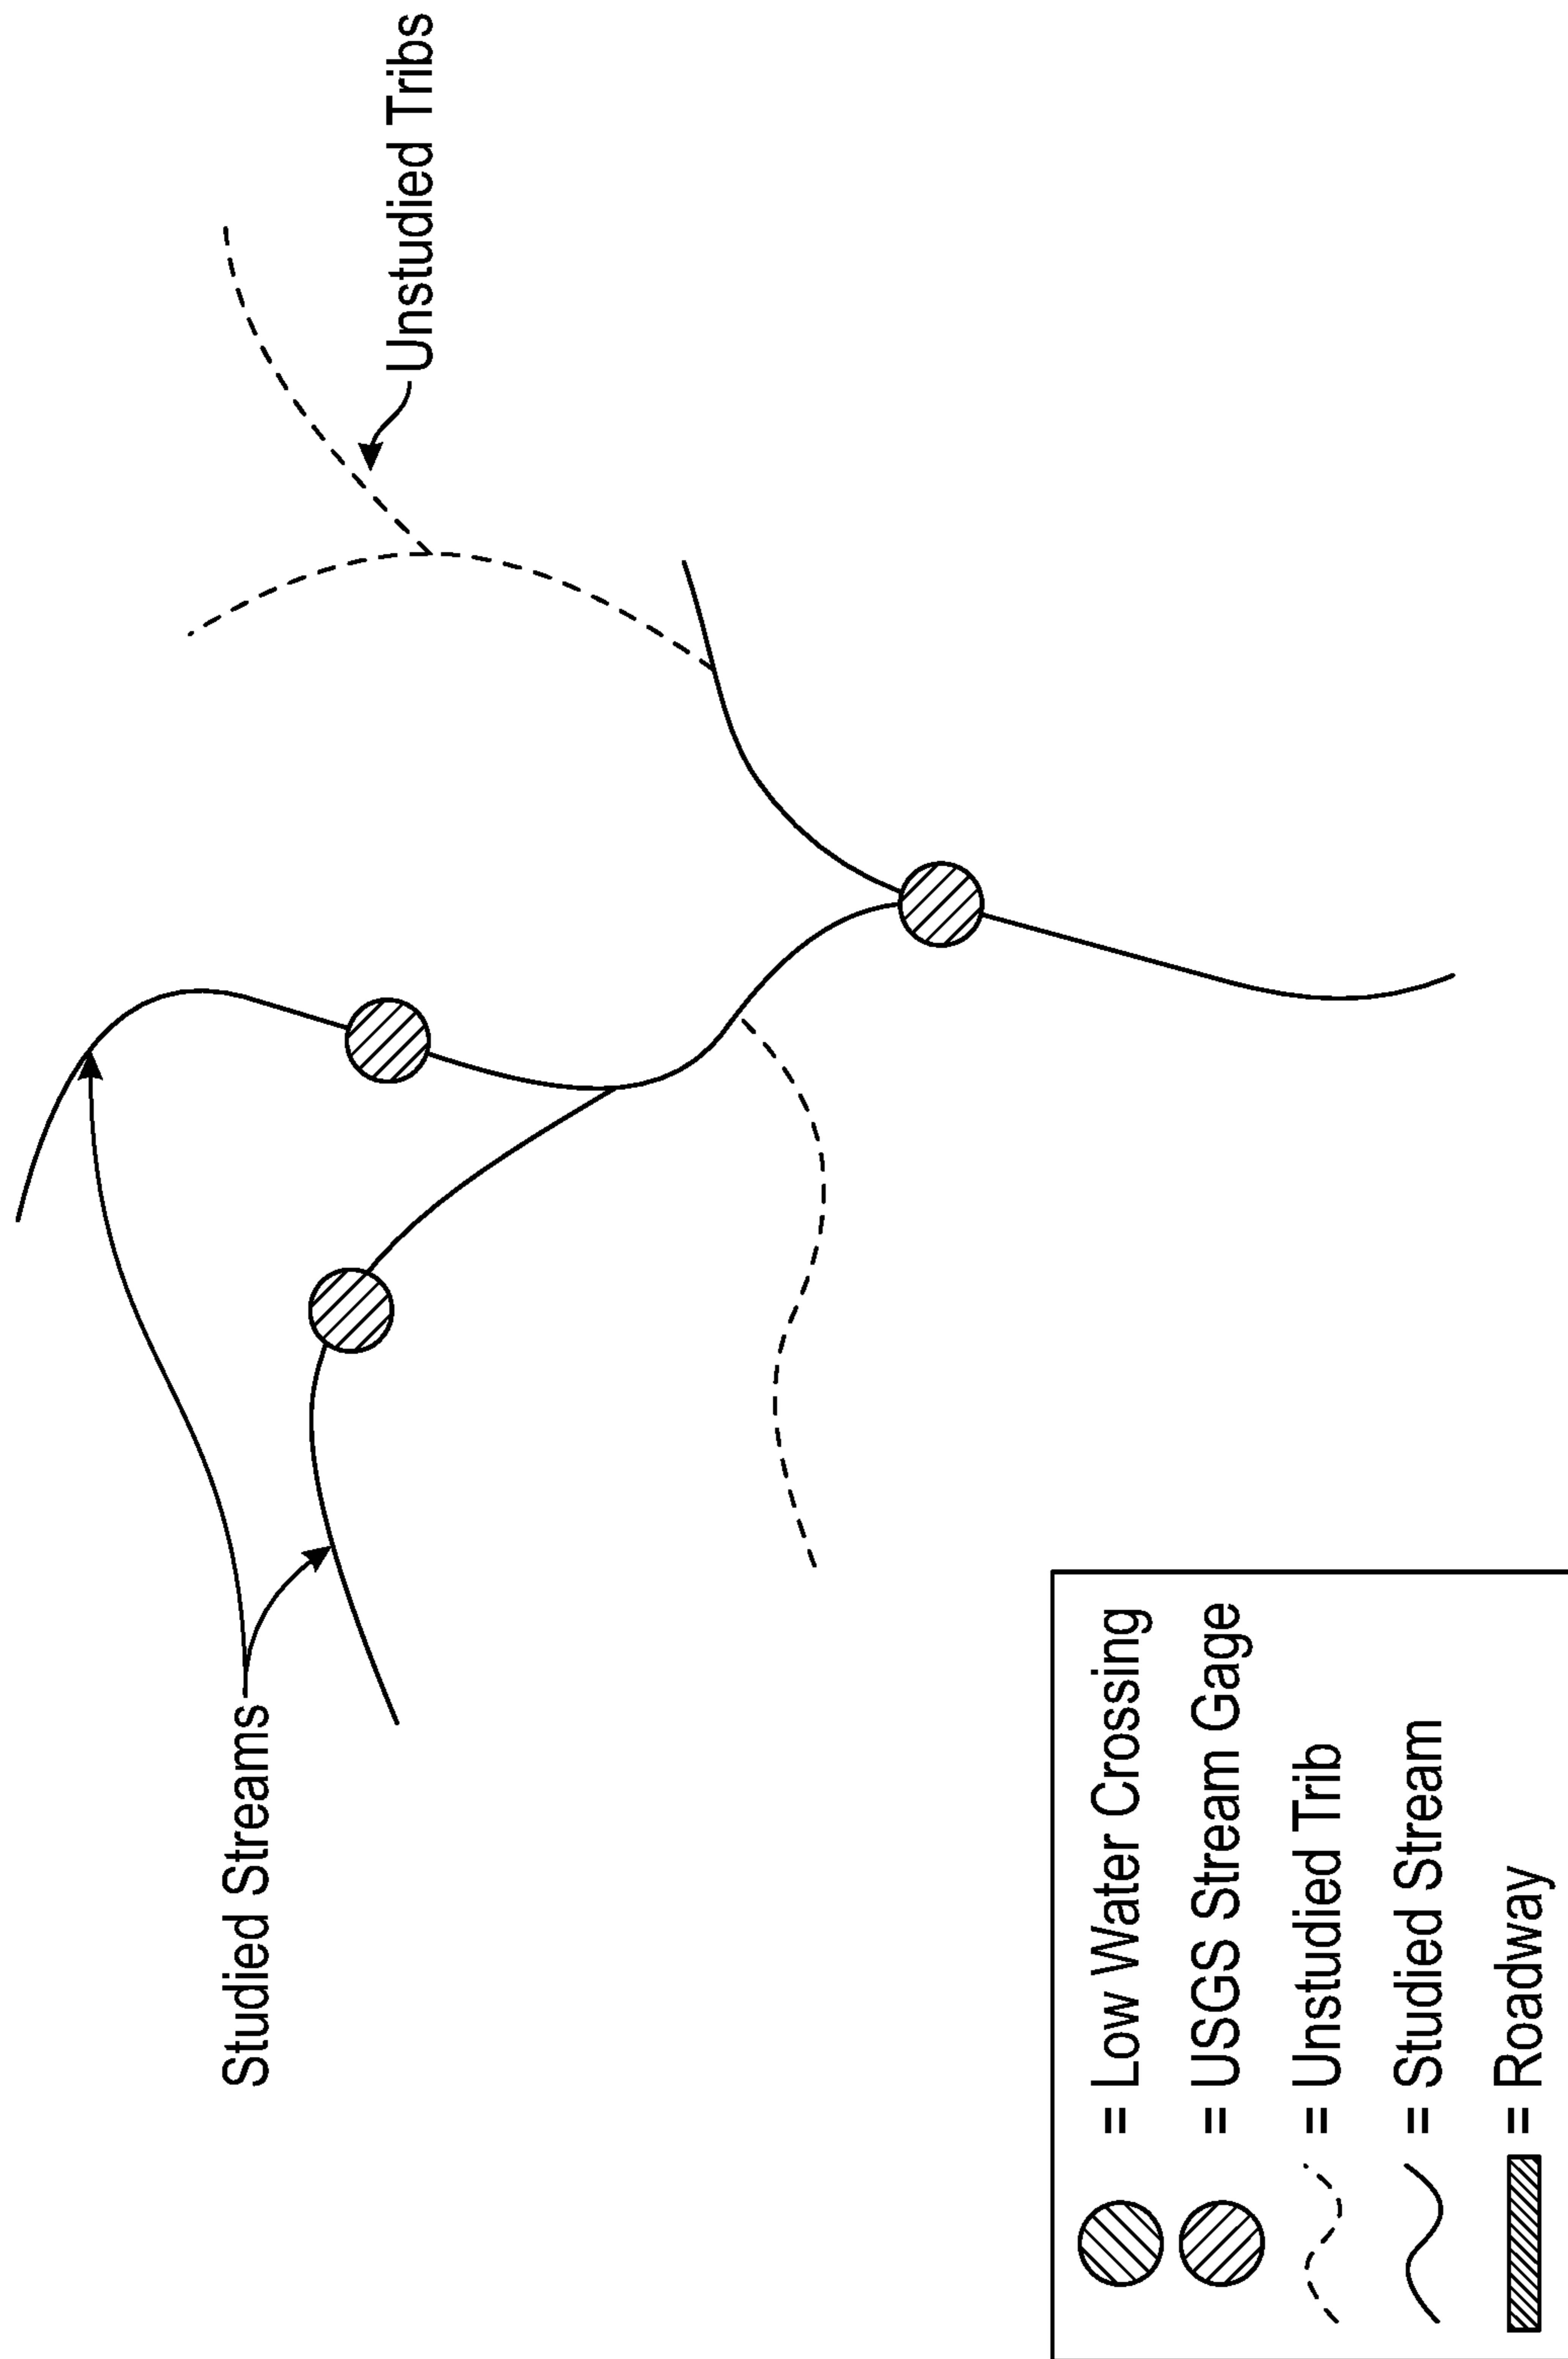 Studied Streams
Unstudied Tribs
= Low Water Crossing
= USGS Stream Gage
= Unstudied Trib
= Studied Stream
= Roadway